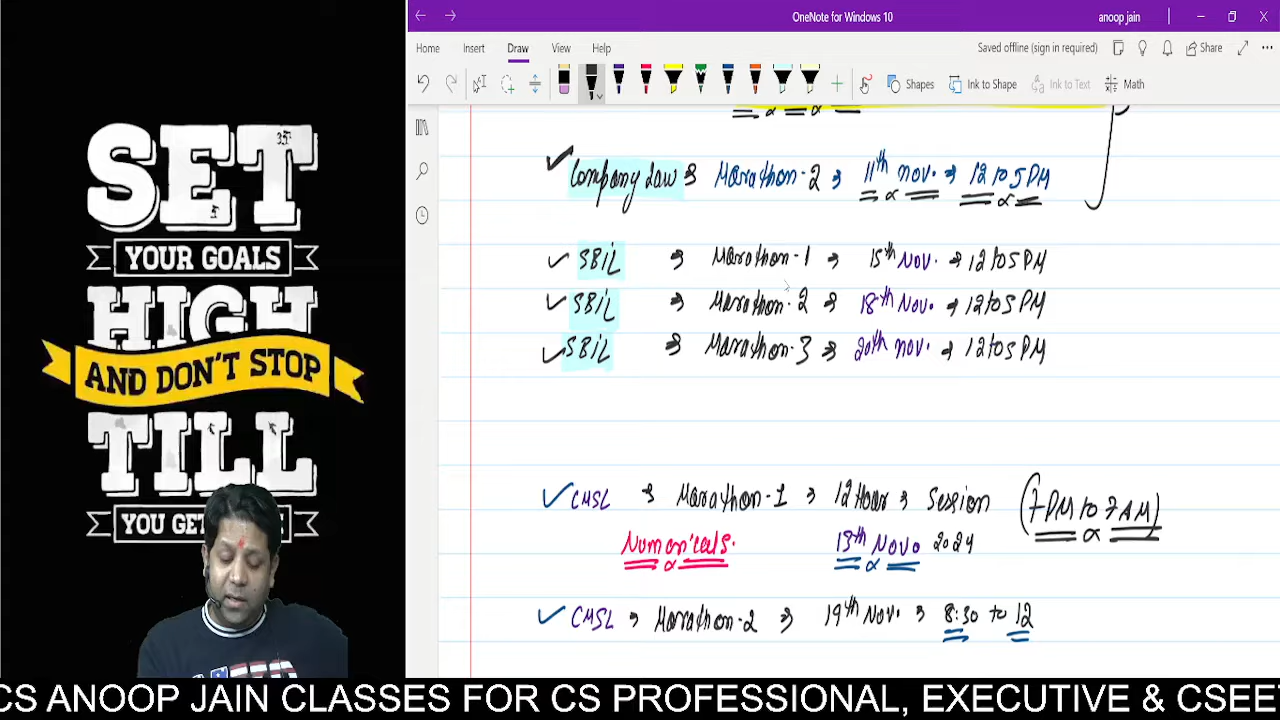 OneNote for Windows 10
anoop jain
Home Insert Draw View Help
Saved offline (sign in required)
Share
Shapes Ink to Shape Ink to Text Math
SET
YOUR GOALS
HIGH
AND DON'T STOP
TILL
YOU GET
Company Law ⇒ Marathon-2 ⇒ 11th Nov. ⇒ 12 to 5 PM
SBIL ⇒ Marathon-1 ⇒ 15th Nov. ⇒ 12 to 5 PM
SBIL ⇒ Marathon-2 ⇒ 18th Nov. ⇒ 12 to 5 PM
SBIL ⇒ Marathon-3 ⇒ 20th Nov. ⇒ 12 to 5 PM
CMSL ⇒ Marathon-1 ⇒ 12 Hour ⇒ Session (7 PM to 7 AM)
Numericals. 13th Nov. 2024
CMSL ⇒ Marathon-2 ⇒ 19th Nov. ⇒ 8:30 to 12
CS ANOOP JAIN CLASSES FOR CS PROFESSIONAL, EXECUTIVE & CSEET